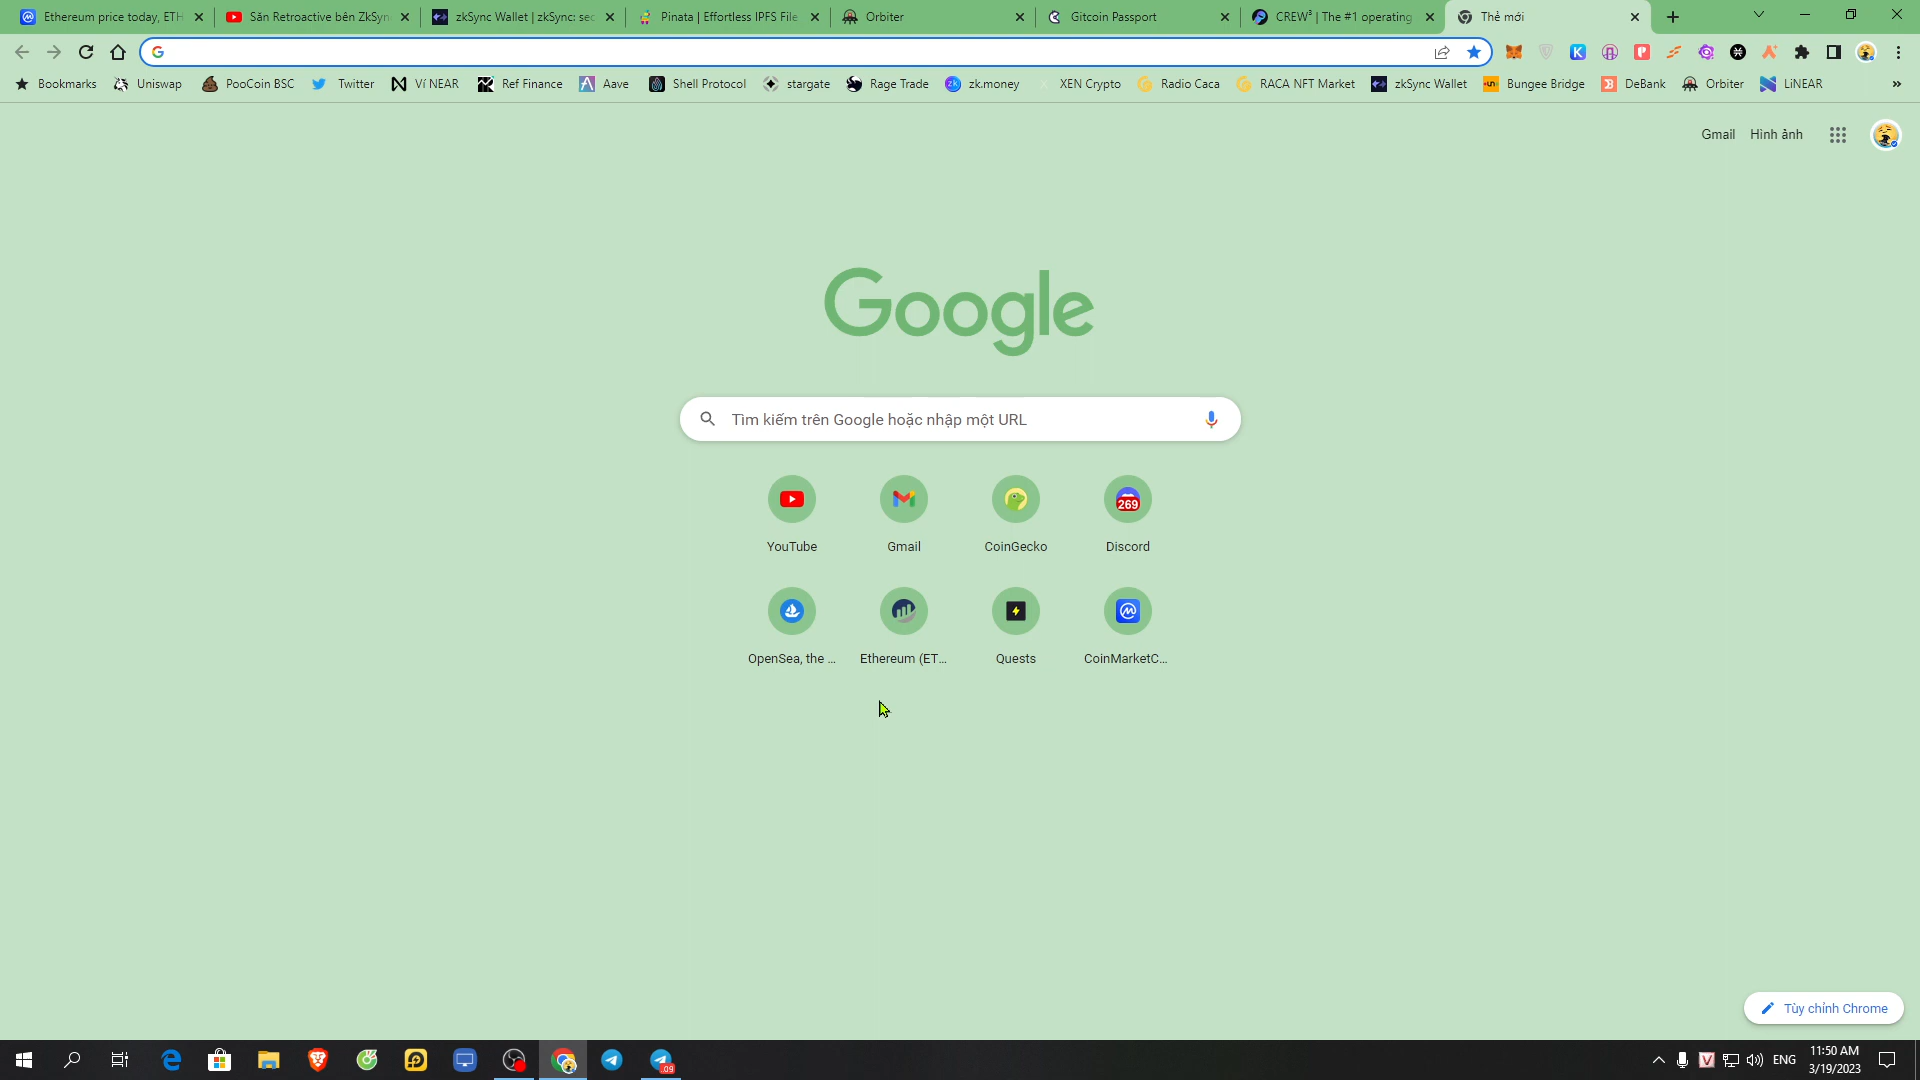 Ethereum price today, ETH
Săn Retroactive bên ZkSyn
zkSync Wallet | zkSync: sec
Pinata | Effortless IPFS File
Orbiter
Gitcoin Passport
CREW³ | The #1 operating
Thẻ mới
Bookmarks
Uniswap
PooCoin BSC
Twitter
Ví NEAR
Ref Finance
Aave
Shell Protocol
stargate
Rage Trade
zk.money
XEN Crypto
Radio Caca
RACA NFT Market
zkSync Wallet
Bungee Bridge
DeBank
Orbiter
LiNEAR
»
Gmail
Hình ảnh
Google
Tìm kiếm trên Google hoặc nhập một URL
269
YouTube
Gmail
CoinGecko
Discord
OpenSea, the ...
Ethereum (ET...
Quests
CoinMarketC...
Tùy chỉnh Chrome
.09
ENG
11:50 AM
3/19/2023